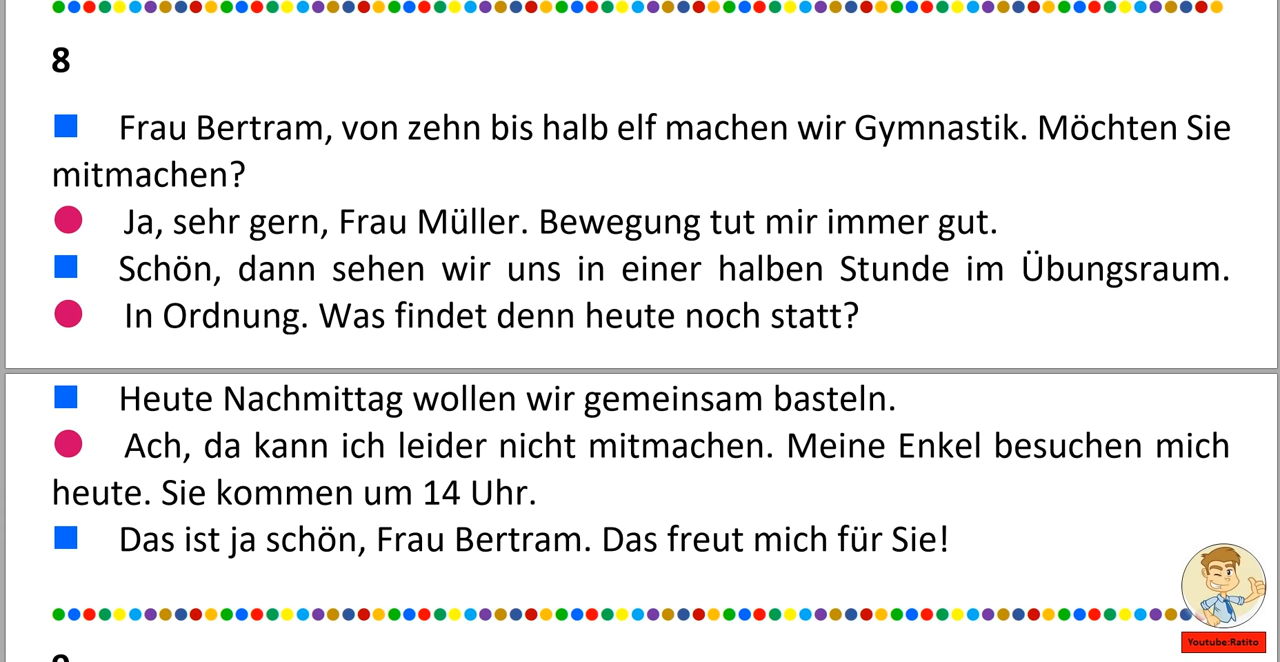 8
Frau Bertram, von zehn bis halb elf machen wir Gymnastik. Möchten Sie
mitmachen?
Ja, sehr gern, Frau Müller. Bewegung tut mir immer gut.
Schön, dann sehen wir uns in einer halben Stunde im Übungsraum.
In Ordnung. Was findet denn heute noch statt?
Heute Nachmittag wollen wir gemeinsam basteln.
Ach, da kann ich leider nicht mitmachen. Meine Enkel besuchen mich
heute. Sie kommen um 14 Uhr.
Das ist ja schön, Frau Bertram. Das freut mich für Sie!
Youtube:Ratito